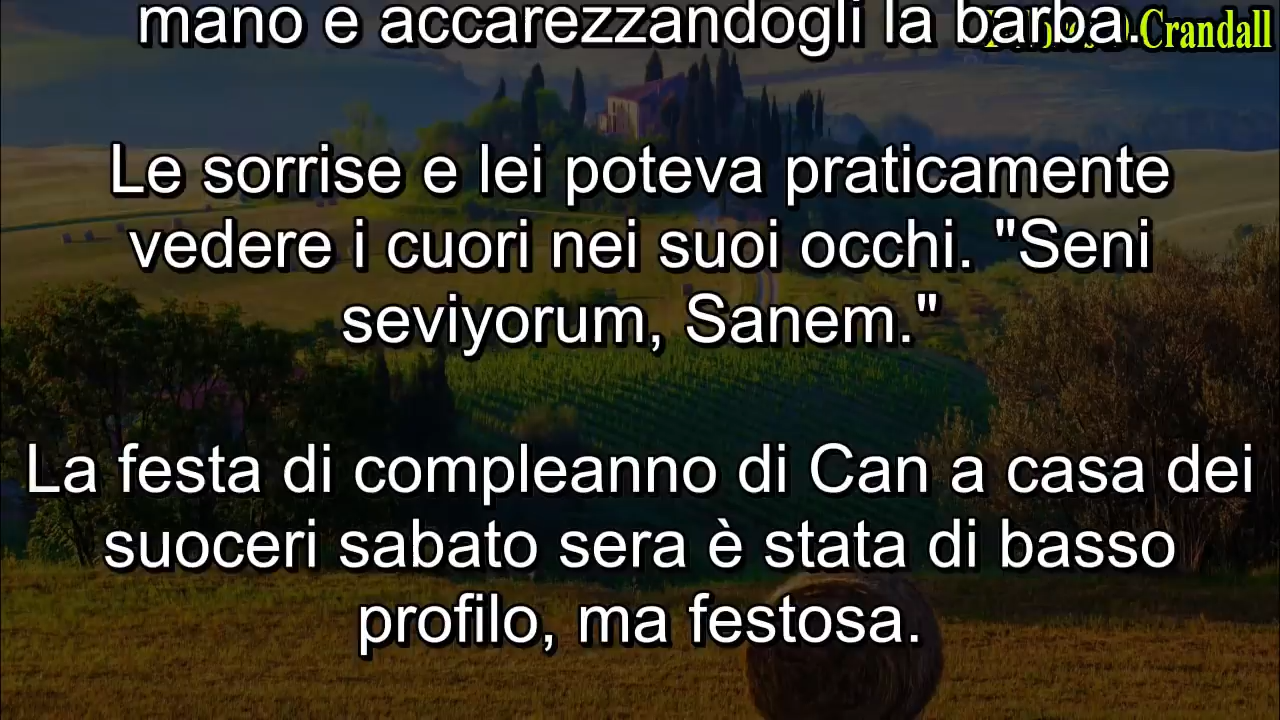 mano e accarezzandogli la barba.
Crandall
Le sorrise e lei poteva praticamente
vedere i cuori nei suoi occhi. "Seni
seviyorum, Sanem."
La festa di compleanno di Can a casa dei
suoceri sabato sera è stata di basso
profilo, ma festosa.